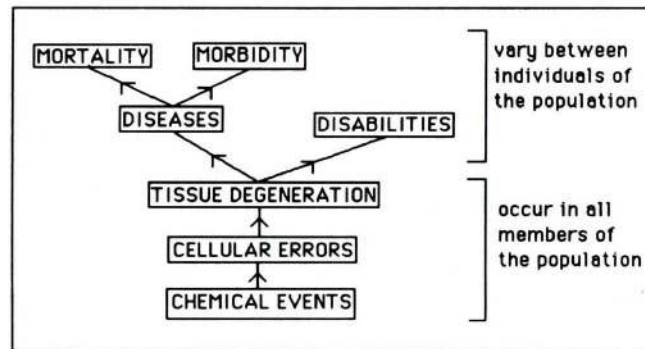 MORTALITY
MORBIDITY
DISEASES
DISABILITIES
TISSUE DEGENERATION
CELLULAR ERRORS
CHEMICAL EVENTS
vary between
individuals of
the population
occur in all
members of
the population